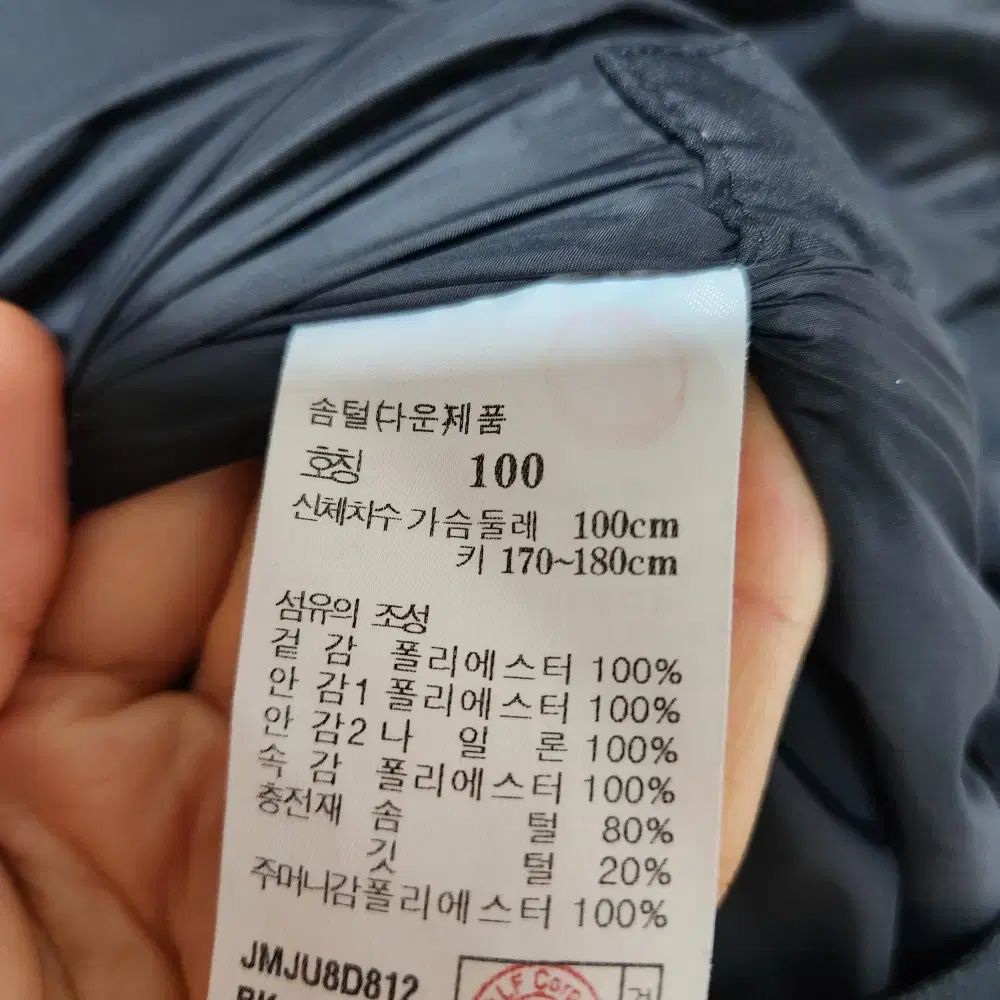 솜털(다운)제품
호칭 100
신체치수 가슴둘레 100cm
키 170~180cm
섬유의 조성
겉 감 폴리에스터 100%
안 감1 폴리에스터 100%
안 감2 나 일 론 100%
속 감 폴리에스터 100%
충전재 솜 털 80%
깃 털 20%
주머니감폴리에스터 100%
JMJU8D812
BK
LF Corp